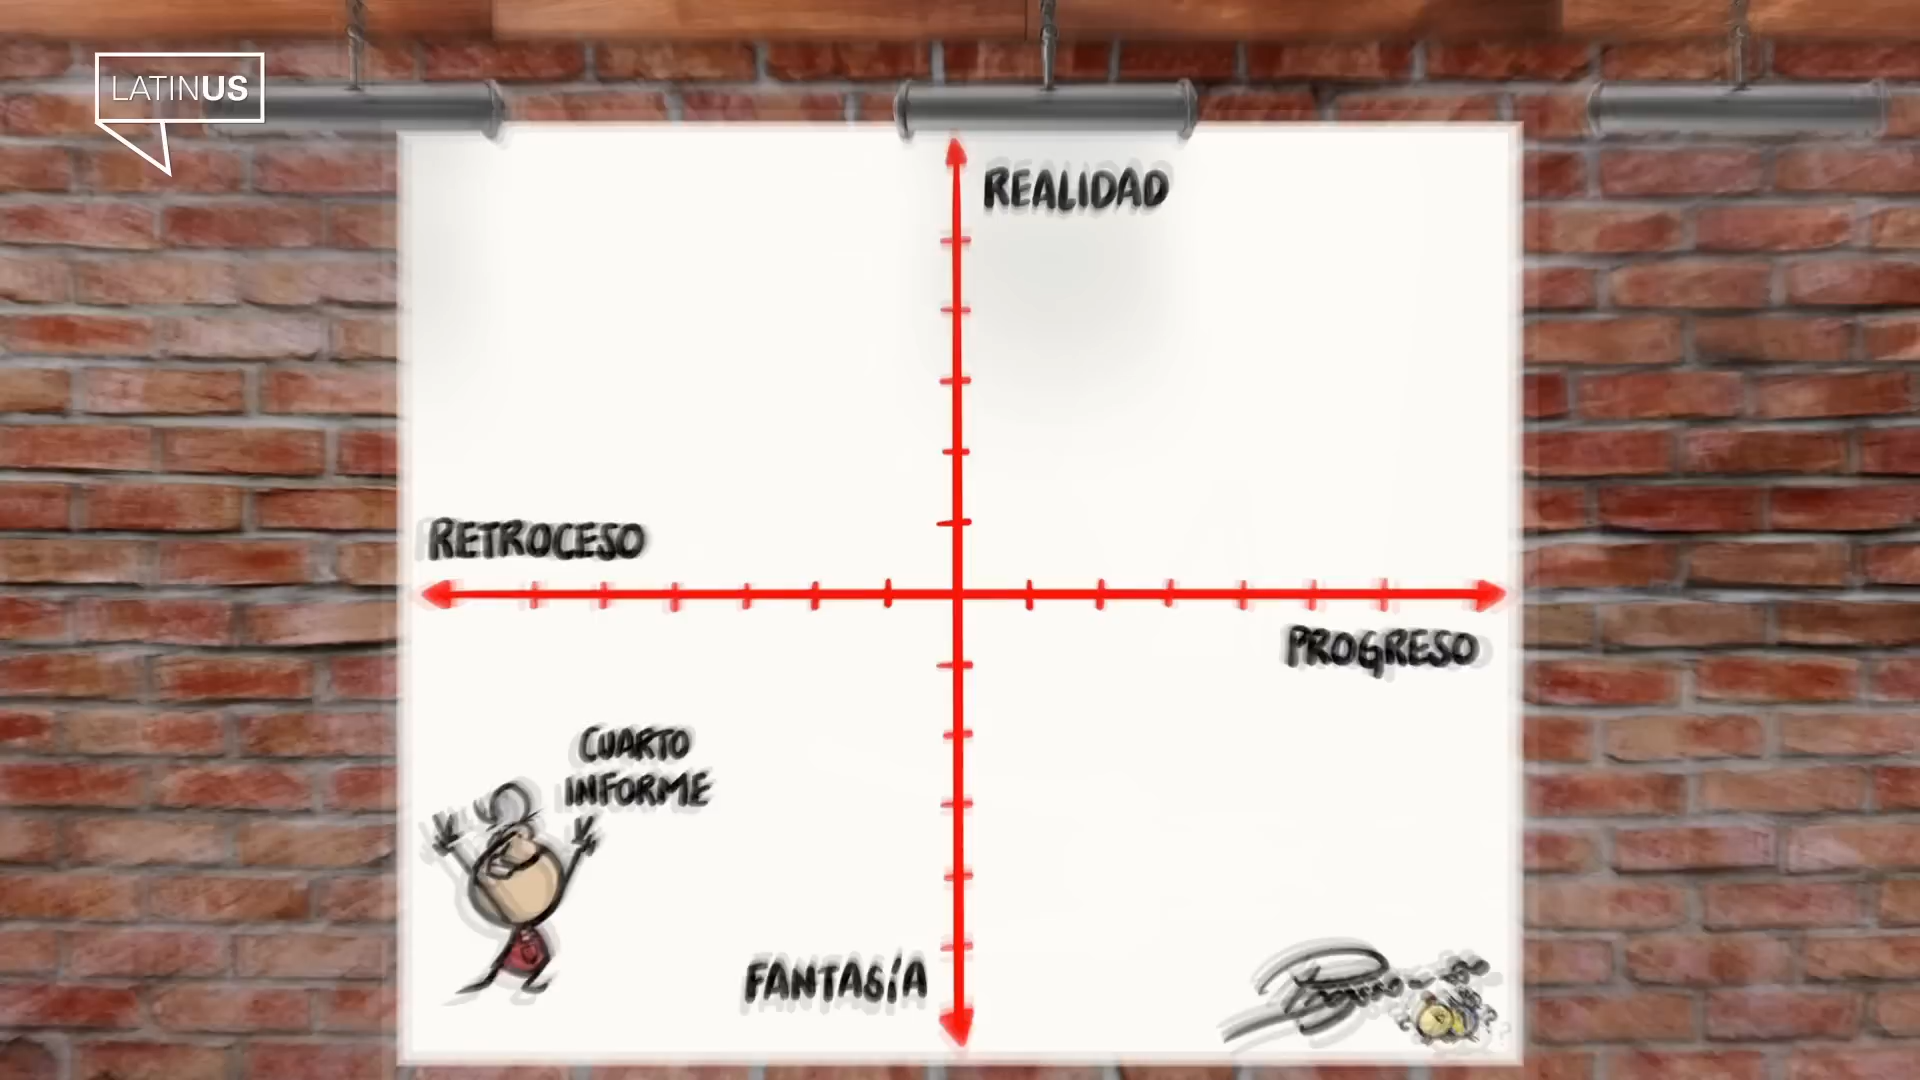 LATINUS
REALIDAD
RETROCESO
PROGRESO
CUARTO
INFORME
FANTASÍA